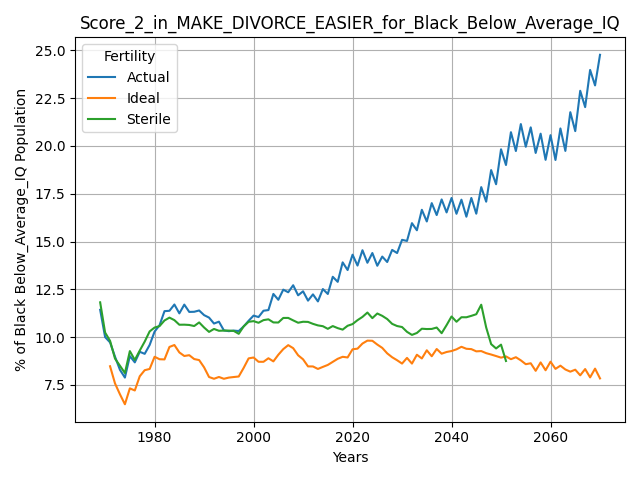 Score_2_in_MAKE_DIVORCE_EASIER_for_Black_Below_Average_IQ
Fertility
Actual
Ideal
Sterile
25.0
22.5
20.0
17.5
15.0
12.5
10.0
7.5
% of Black Below_Average_IQ Population
1980
2000
2020
2040
2060
Years